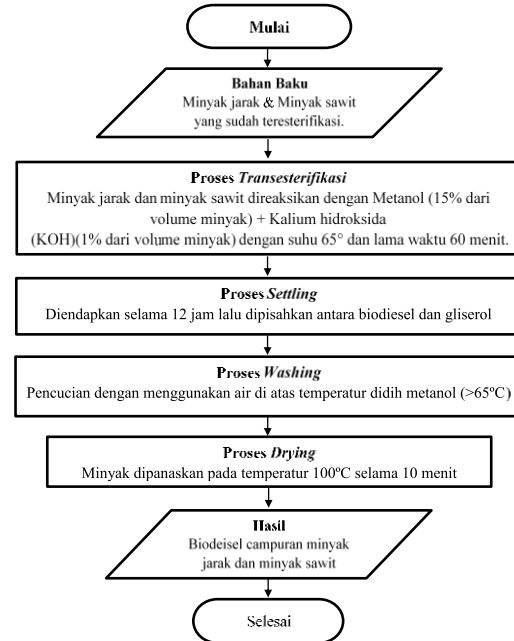 Mulai
Bahan Baku
Minyak jarak & Minyak sawit
yang sudah teresterifikasi.
Proses Transesterifikasi
Minyak jarak dan minyak sawit direaksikan dengan Metanol (15% dari
volume minyak) + Kalium hidroksida
(KOH)(1% dari volume minyak) dengan suhu 65° dan lama waktu 60 menit.
Proses Settling
Diendapkan selama 12 jam lalu dipisahkan antara biodiesel dan gliserol
Proses Washing
Pencucian dengan menggunakan air di atas temperatur didih metanol (>65ºC)
Proses Drying
Minyak dipanaskan pada temperatur 100ºC selama 10 menit
Hasil
Biodeisel campuran minyak
jarak dan minyak sawit
Selesai